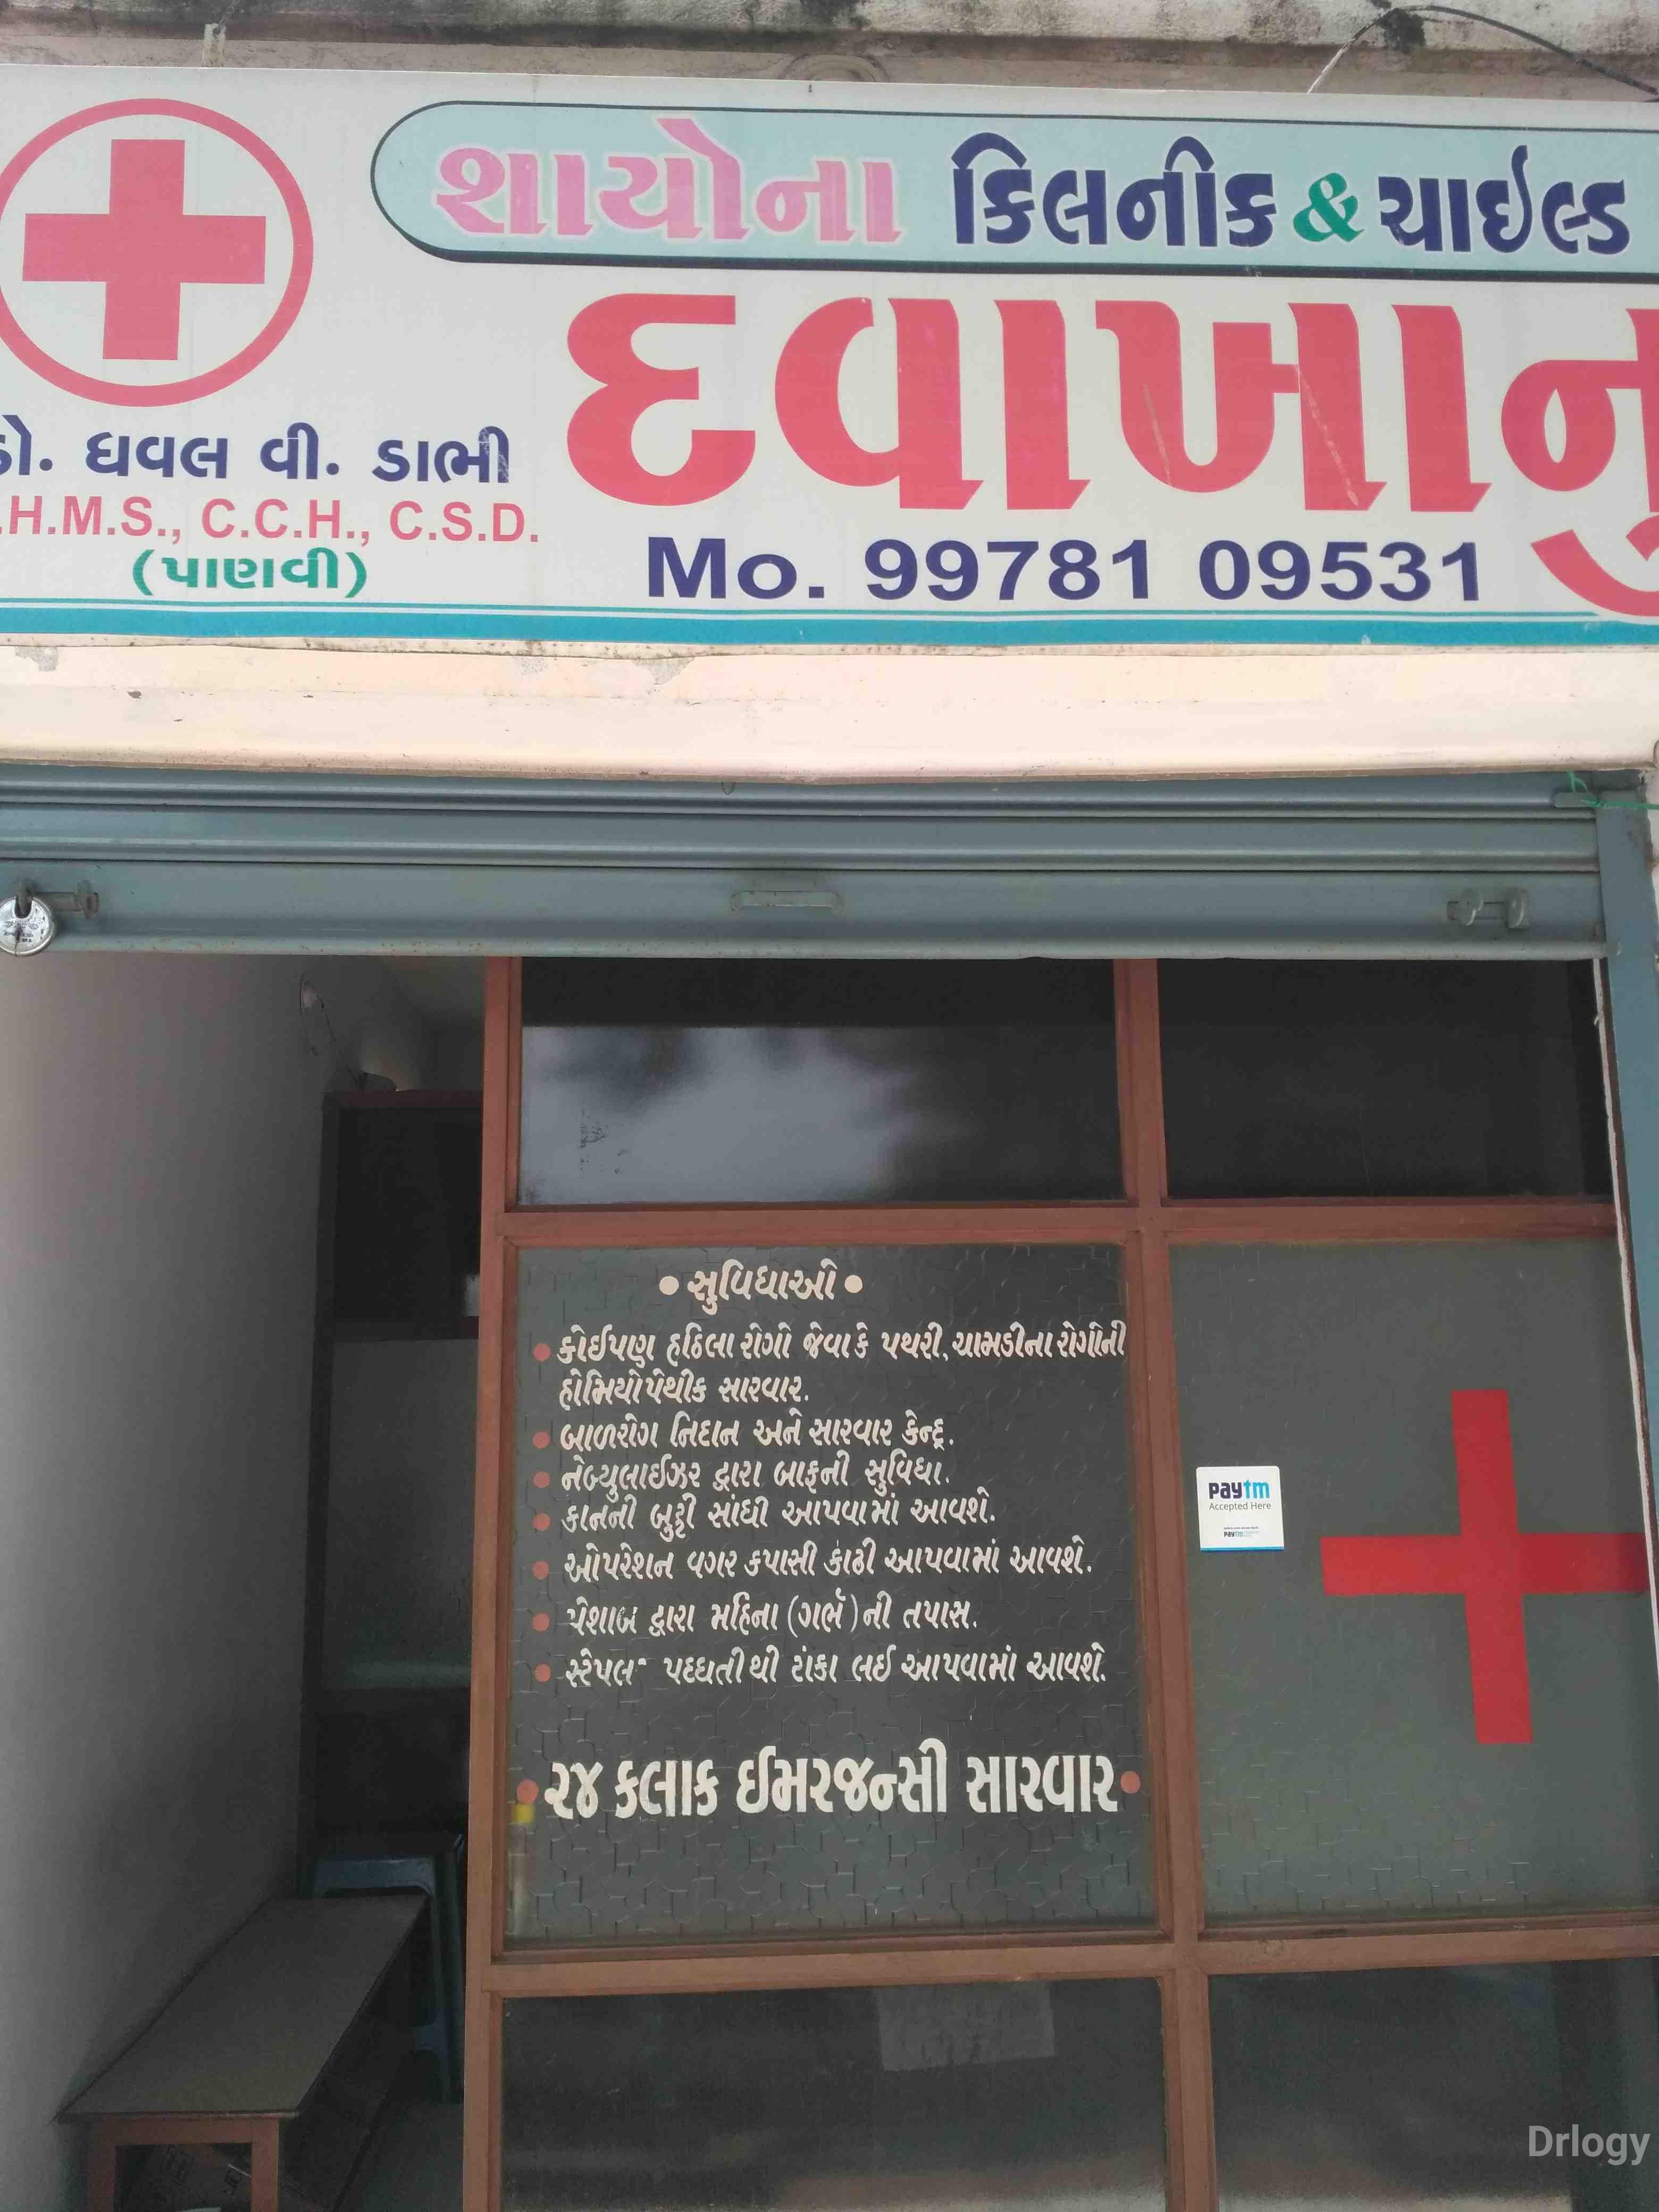 શાયોના કિલનીક & ચાઇલ્ડ
દવાખાનુ
ડો. ધવલ વી. ડાભી
.H.M.S., C.C.H., C.S.D.
(પાણવી)
Mo. 99781 09531
• સુવિધાઓ •
• કોઈપણ હઠિલા રોગો જેવા કે પથરી, ચામડીના રોગોની
હોમિયોપેથીક સારવાર.
• બાળરોગ નિદાન અને સારવાર કેન્દ્ર.
• નેબ્યુલાઈઝર દ્વારા બાફની સુવિધા.
• કાનની બુટ્ટી સાંધી આપવામાં આવશે.
• ઓપરેશન વગર કપાસી કાઢી આપવામાં આવશે.
• પેશાબ દ્વારા મહિના (ગર્ભ) ની તપાસ.
• સ્ટેપલ પદ્ધતીથી ટાંકા લઈ આપવામાં આવશે.
• ૨૪ કલાક ઈમરજન્સી સારવાર •
paytm
Accepted Here
paytm
Drlogy